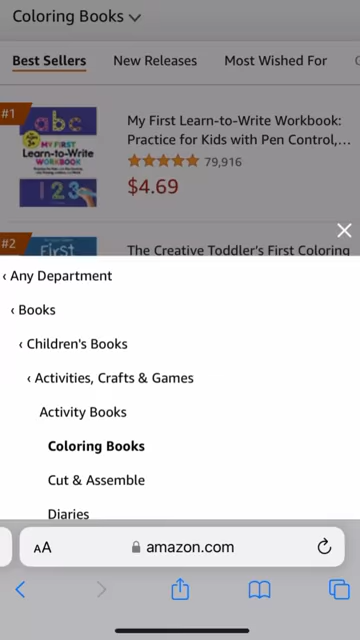 Coloring Books
Best Sellers New Releases Most Wished For
#1
abc
MY FIRST
Learn-to-Write
WORKBOOK
123
My First Learn-to-Write Workbook:
Practice for Kids with Pen Control,...
79,916
$4.69
#2
First
The Creative Toddler's First Coloring
‹ Any Department
‹ Books
‹ Children's Books
‹ Activities, Crafts & Games
Activity Books
Coloring Books
Cut & Assemble
Diaries
AA amazon.com